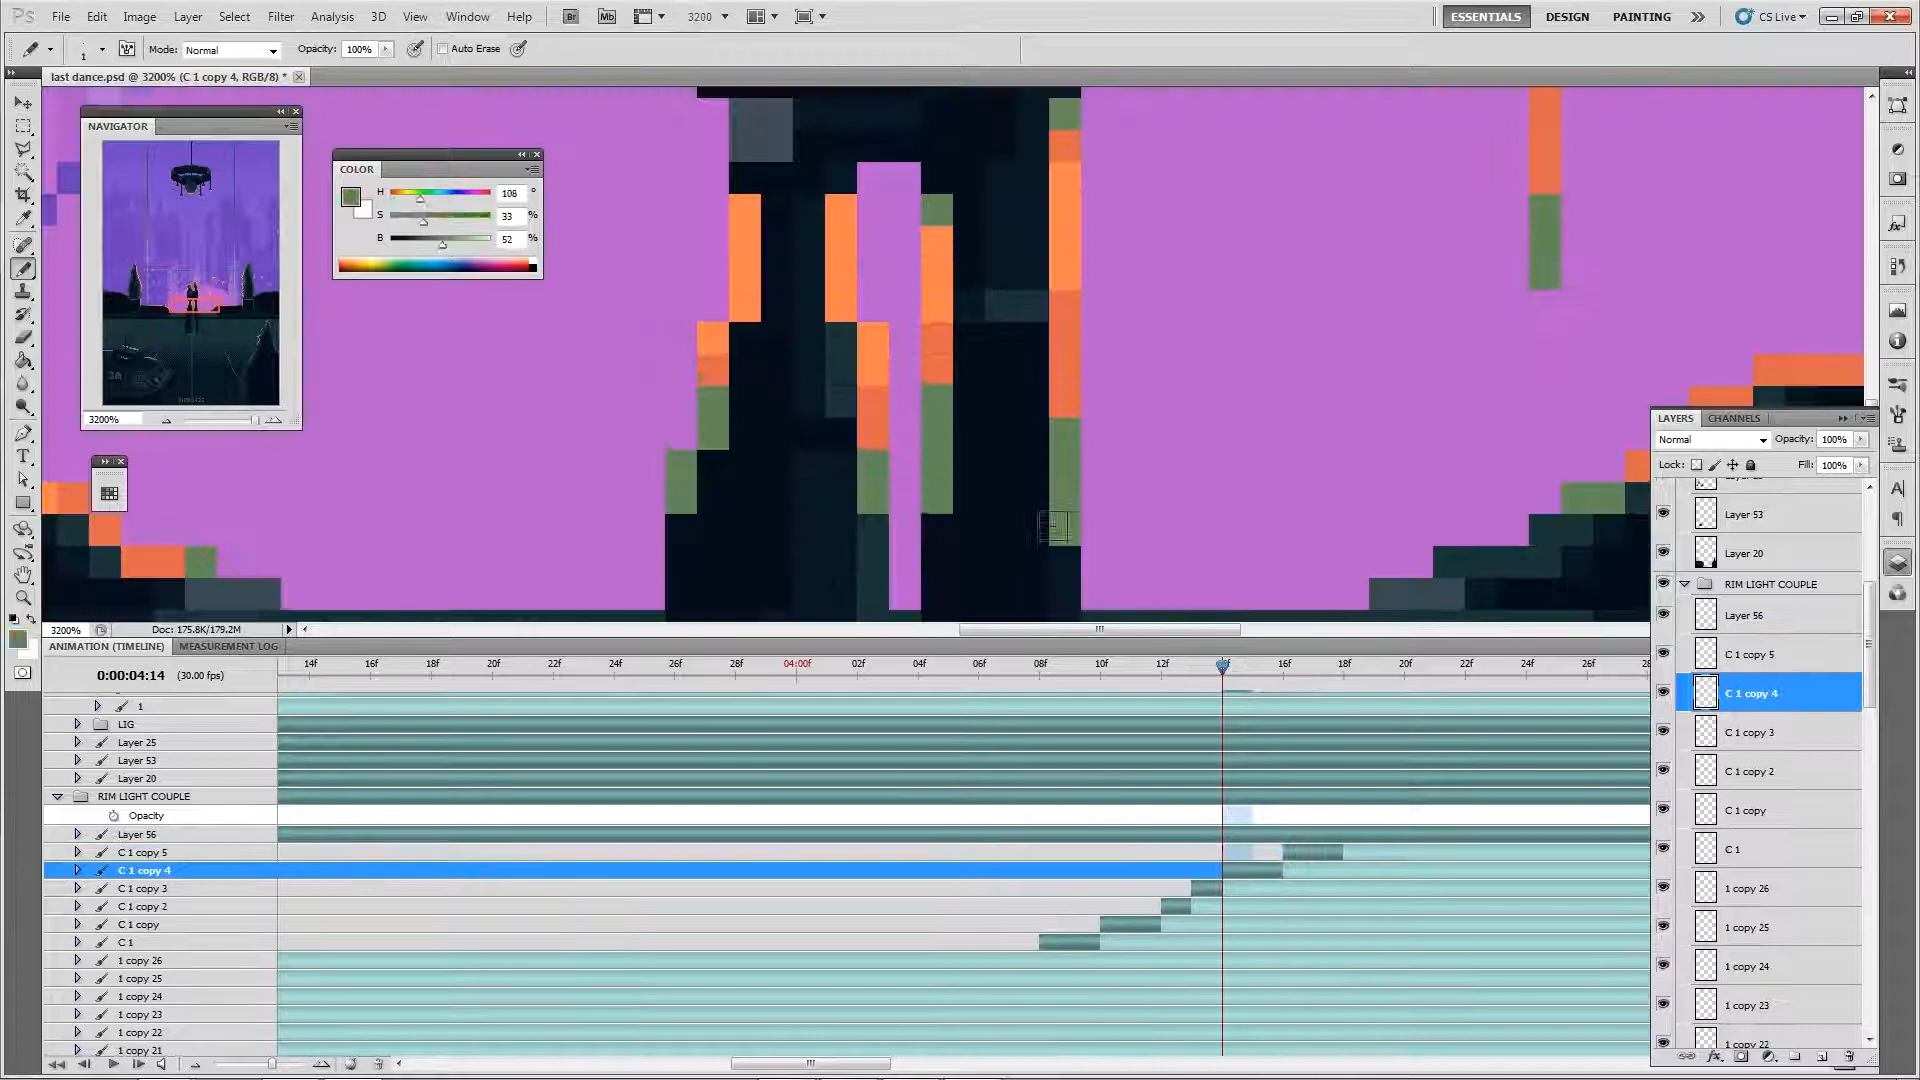 Ps File Edit Image Layer Select Filter Analysis 3D View Window Help Br Mb 3200 ESSENTIALS DESIGN PAINTING CS Live
1 Mode: Normal Opacity: 100% Auto Erase
last dance.psd @ 3200% (C 1 copy 4, RGB/8) *
NAVIGATOR
3200%
COLOR
H 108 °
S 33 %
B 52 %
LAYERS CHANNELS
Normal Opacity: 100%
Lock: Fill: 100%
Layer 53
Layer 20
RIM LIGHT COUPLE
Layer 56
C 1 copy 5
C 1 copy 4
C 1 copy 3
C 1 copy 2
C 1 copy
C 1
1 copy 26
1 copy 25
1 copy 24
1 copy 23
1 copy 22
3200% Doc: 175.8K/179.2M
ANIMATION (TIMELINE) MEASUREMENT LOG
0:00:04:14 (30.00 fps) 14f 16f 18f 20f 22f 24f 26f 28f 04:00f 02f 04f 06f 08f 10f 12f 16f 18f 20f 22f 24f 26f
1
LIG
Layer 25
Layer 53
Layer 20
RIM LIGHT COUPLE
Opacity
Layer 56
C 1 copy 5
C 1 copy 4
C 1 copy 3
C 1 copy 2
C 1 copy
C 1
1 copy 26
1 copy 25
1 copy 24
1 copy 23
1 copy 22
1 copy 21